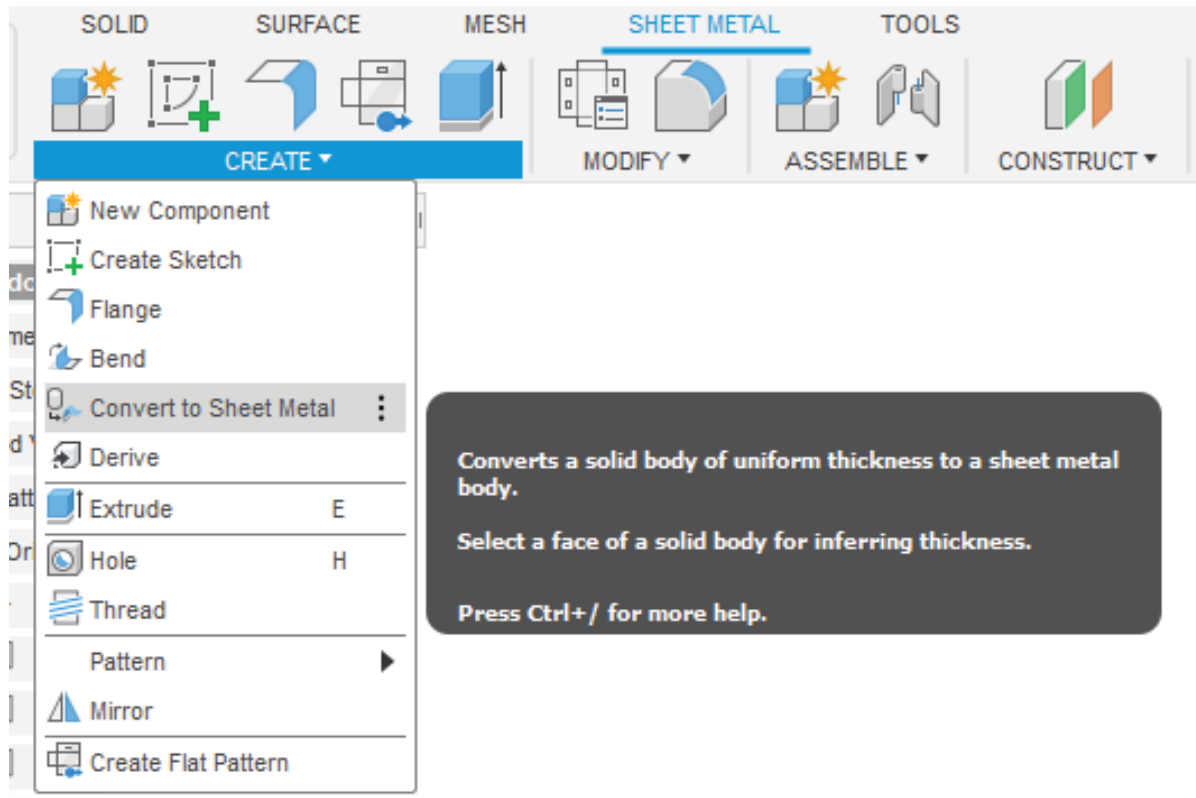 SOLID SURFACE MESH SHEET METAL TOOLS
CREATE ▼ MODIFY ▼ ASSEMBLE ▼ CONSTRUCT ▼
New Component
Create Sketch
Flange
Bend
Convert to Sheet Metal
Derive
Extrude E
Hole H
Thread
Pattern
Mirror
Create Flat Pattern
Converts a solid body of uniform thickness to a sheet metal
body.
Select a face of a solid body for inferring thickness.
Press Ctrl+/ for more help.